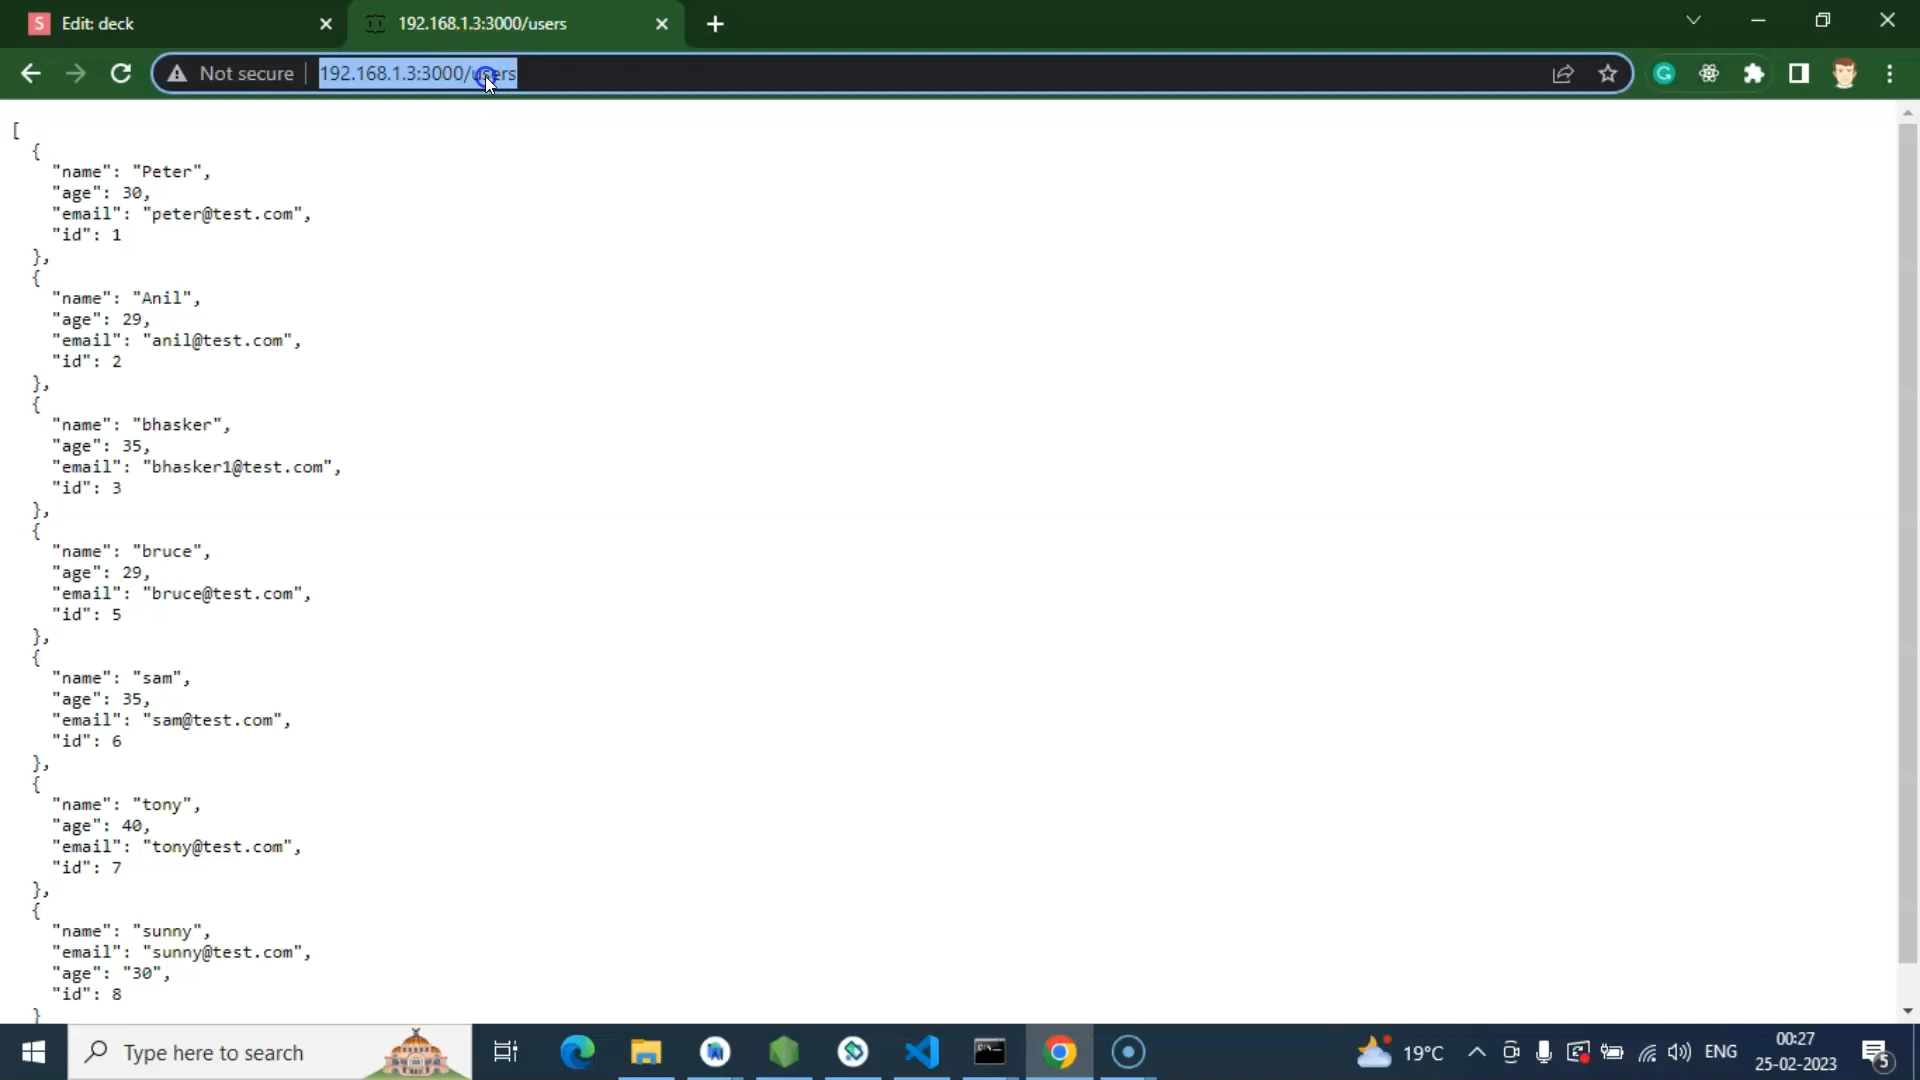 S Edit: deck
192.168.1.3:3000/users
Not secure 192.168.1.3:3000/users
[
{
"name": "Peter",
"age": 30,
"email": "peter@test.com",
"id": 1
},
{
"name": "Anil",
"age": 29,
"email": "anil@test.com",
"id": 2
},
{
"name": "bhasker",
"age": 35,
"email": "bhasker1@test.com",
"id": 3
},
{
"name": "bruce",
"age": 29,
"email": "bruce@test.com",
"id": 5
},
{
"name": "sam",
"age": 35,
"email": "sam@test.com",
"id": 6
},
{
"name": "tony",
"age": 40,
"email": "tony@test.com",
"id": 7
},
{
"name": "sunny",
"email": "sunny@test.com",
"age": "30",
"id": 8
}
Type here to search
19°C
ENG
00:27
25-02-2023
5